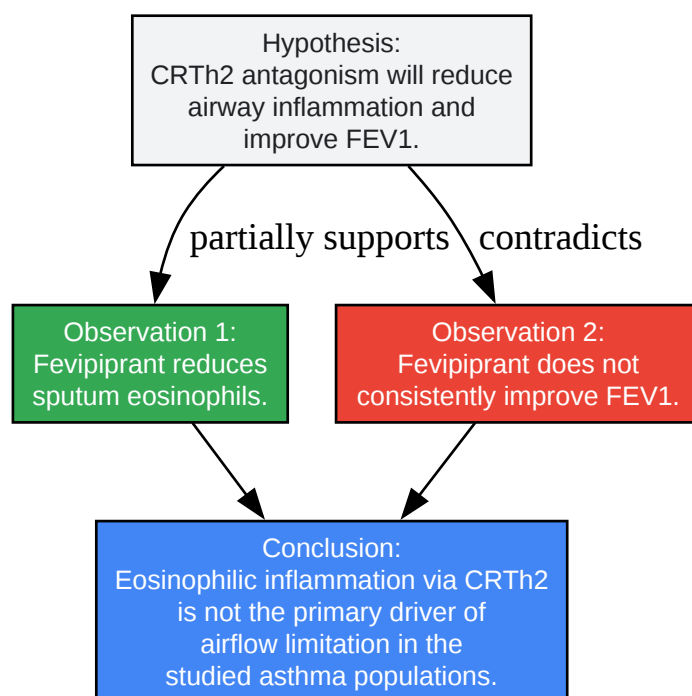 Hypothesis:
CRTh2 antagonism will reduce
airway inflammation and
improve FEV1.
partially supports
contradicts
Observation 1:
Fevipiprant reduces
sputum eosinophils.
Observation 2:
Fevipiprant does not
consistently improve FEV1.
Conclusion:
Eosinophilic inflammation via CRTh2
is not the primary driver of
airflow limitation in the
studied asthma populations.